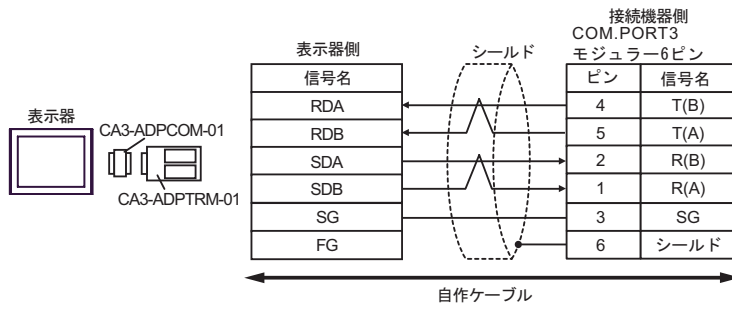 接続機器側
COM.PORT3
モジュラー6ピン
表示器側
シールド
信号名
ピン 信号名
RDA 4 T(B)
RDB 5 T(A)
SDA 2 R(B)
SDB 1 R(A)
SG 3 SG
FG 6 シールド
表示器
CA3-ADPCOM-01
CA3-ADPTRM-01
自作ケーブル